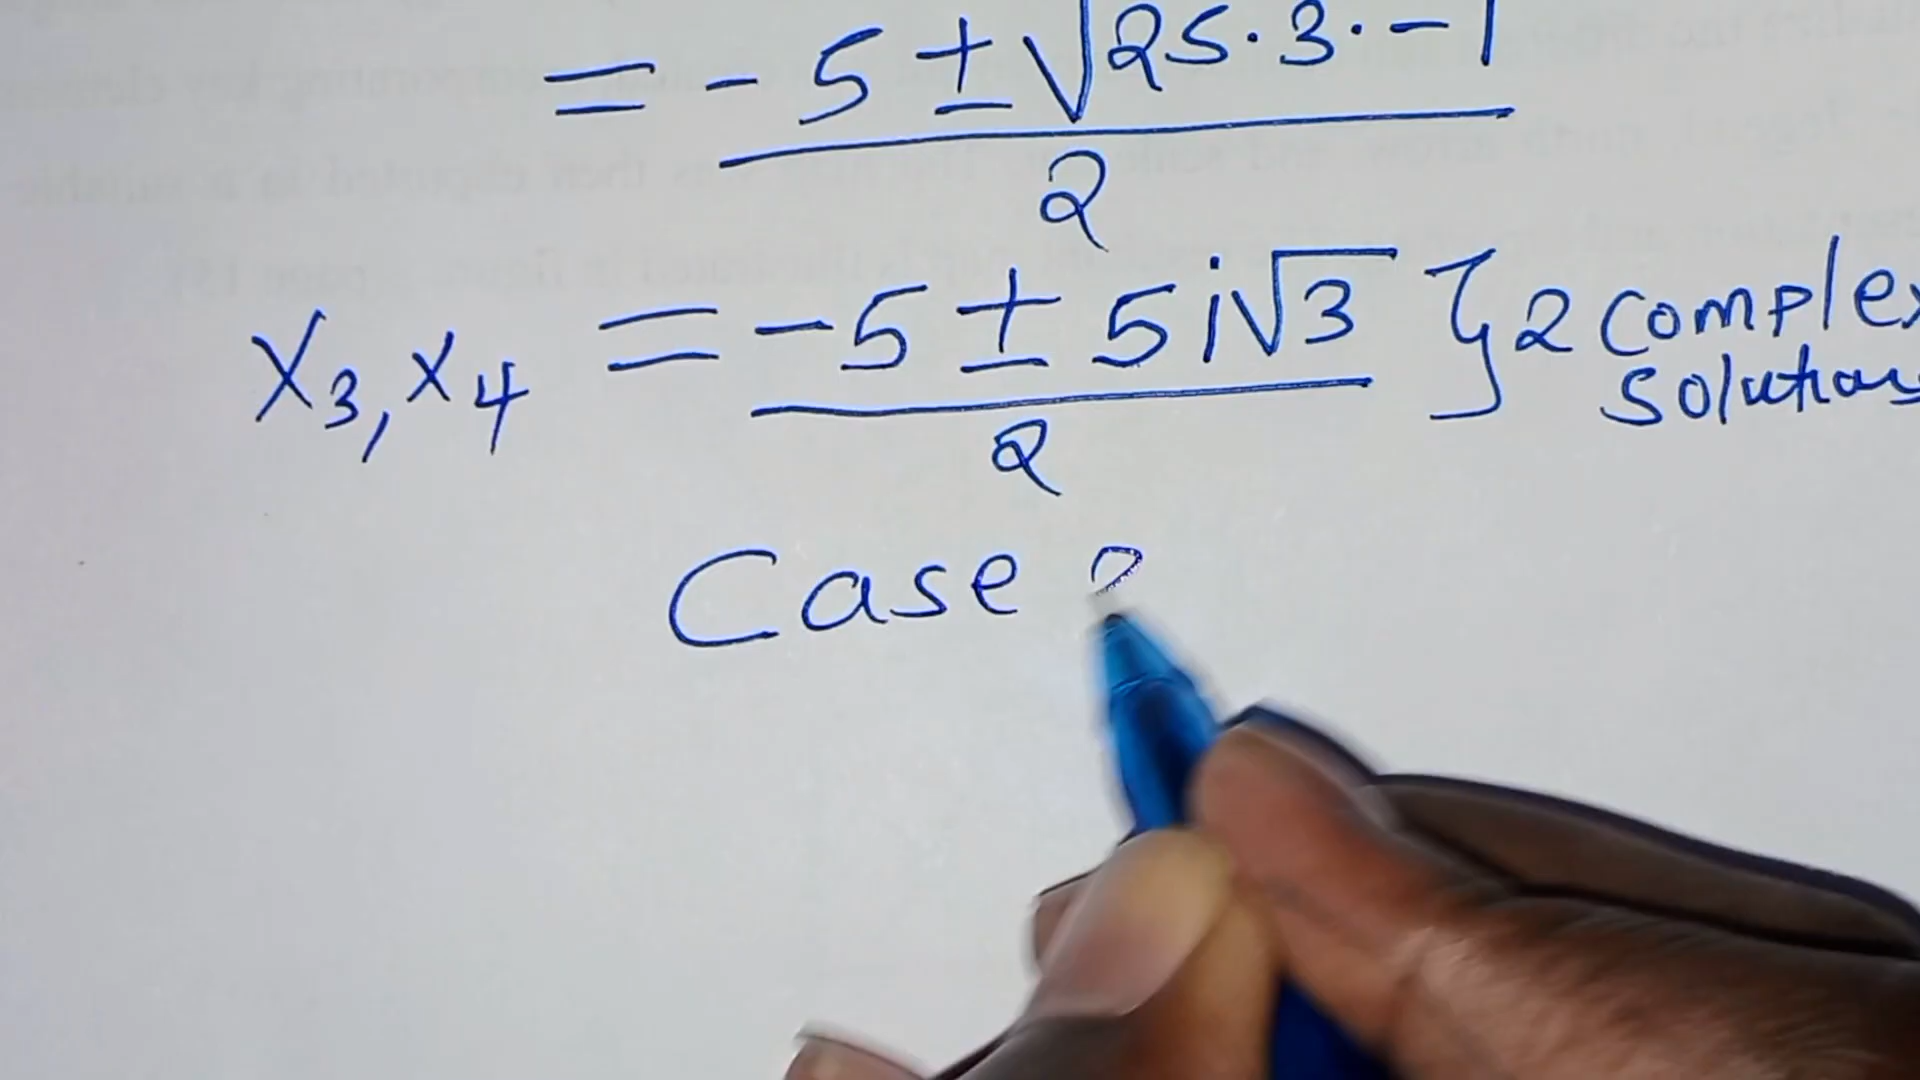 = -5 ± √25·3·-1
2
X₃,X₄ = -5 ± 5i√3 } 2 complex
2 solutions
Case 2